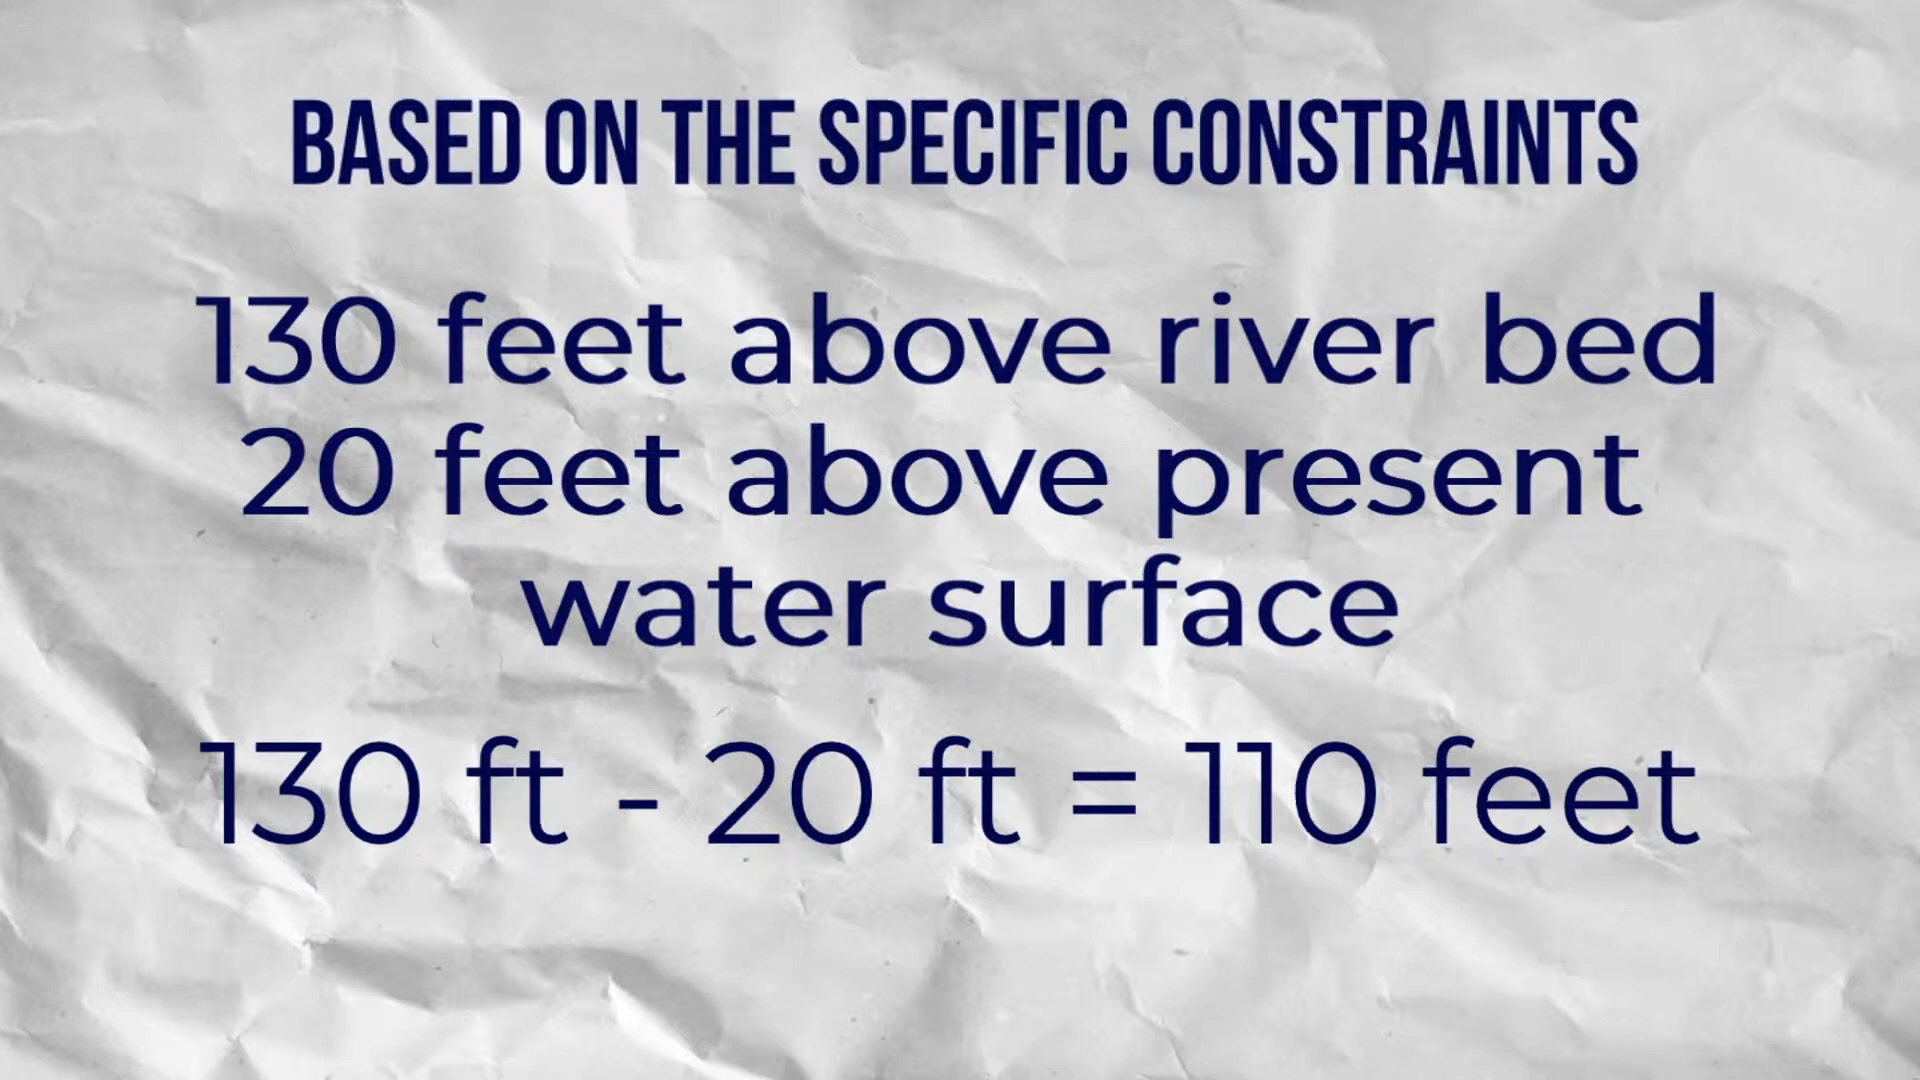 BASED ON THE SPECIFIC CONSTRAINTS
130 feet above river bed
20 feet above present
water surface
130 ft - 20 ft = 110 feet